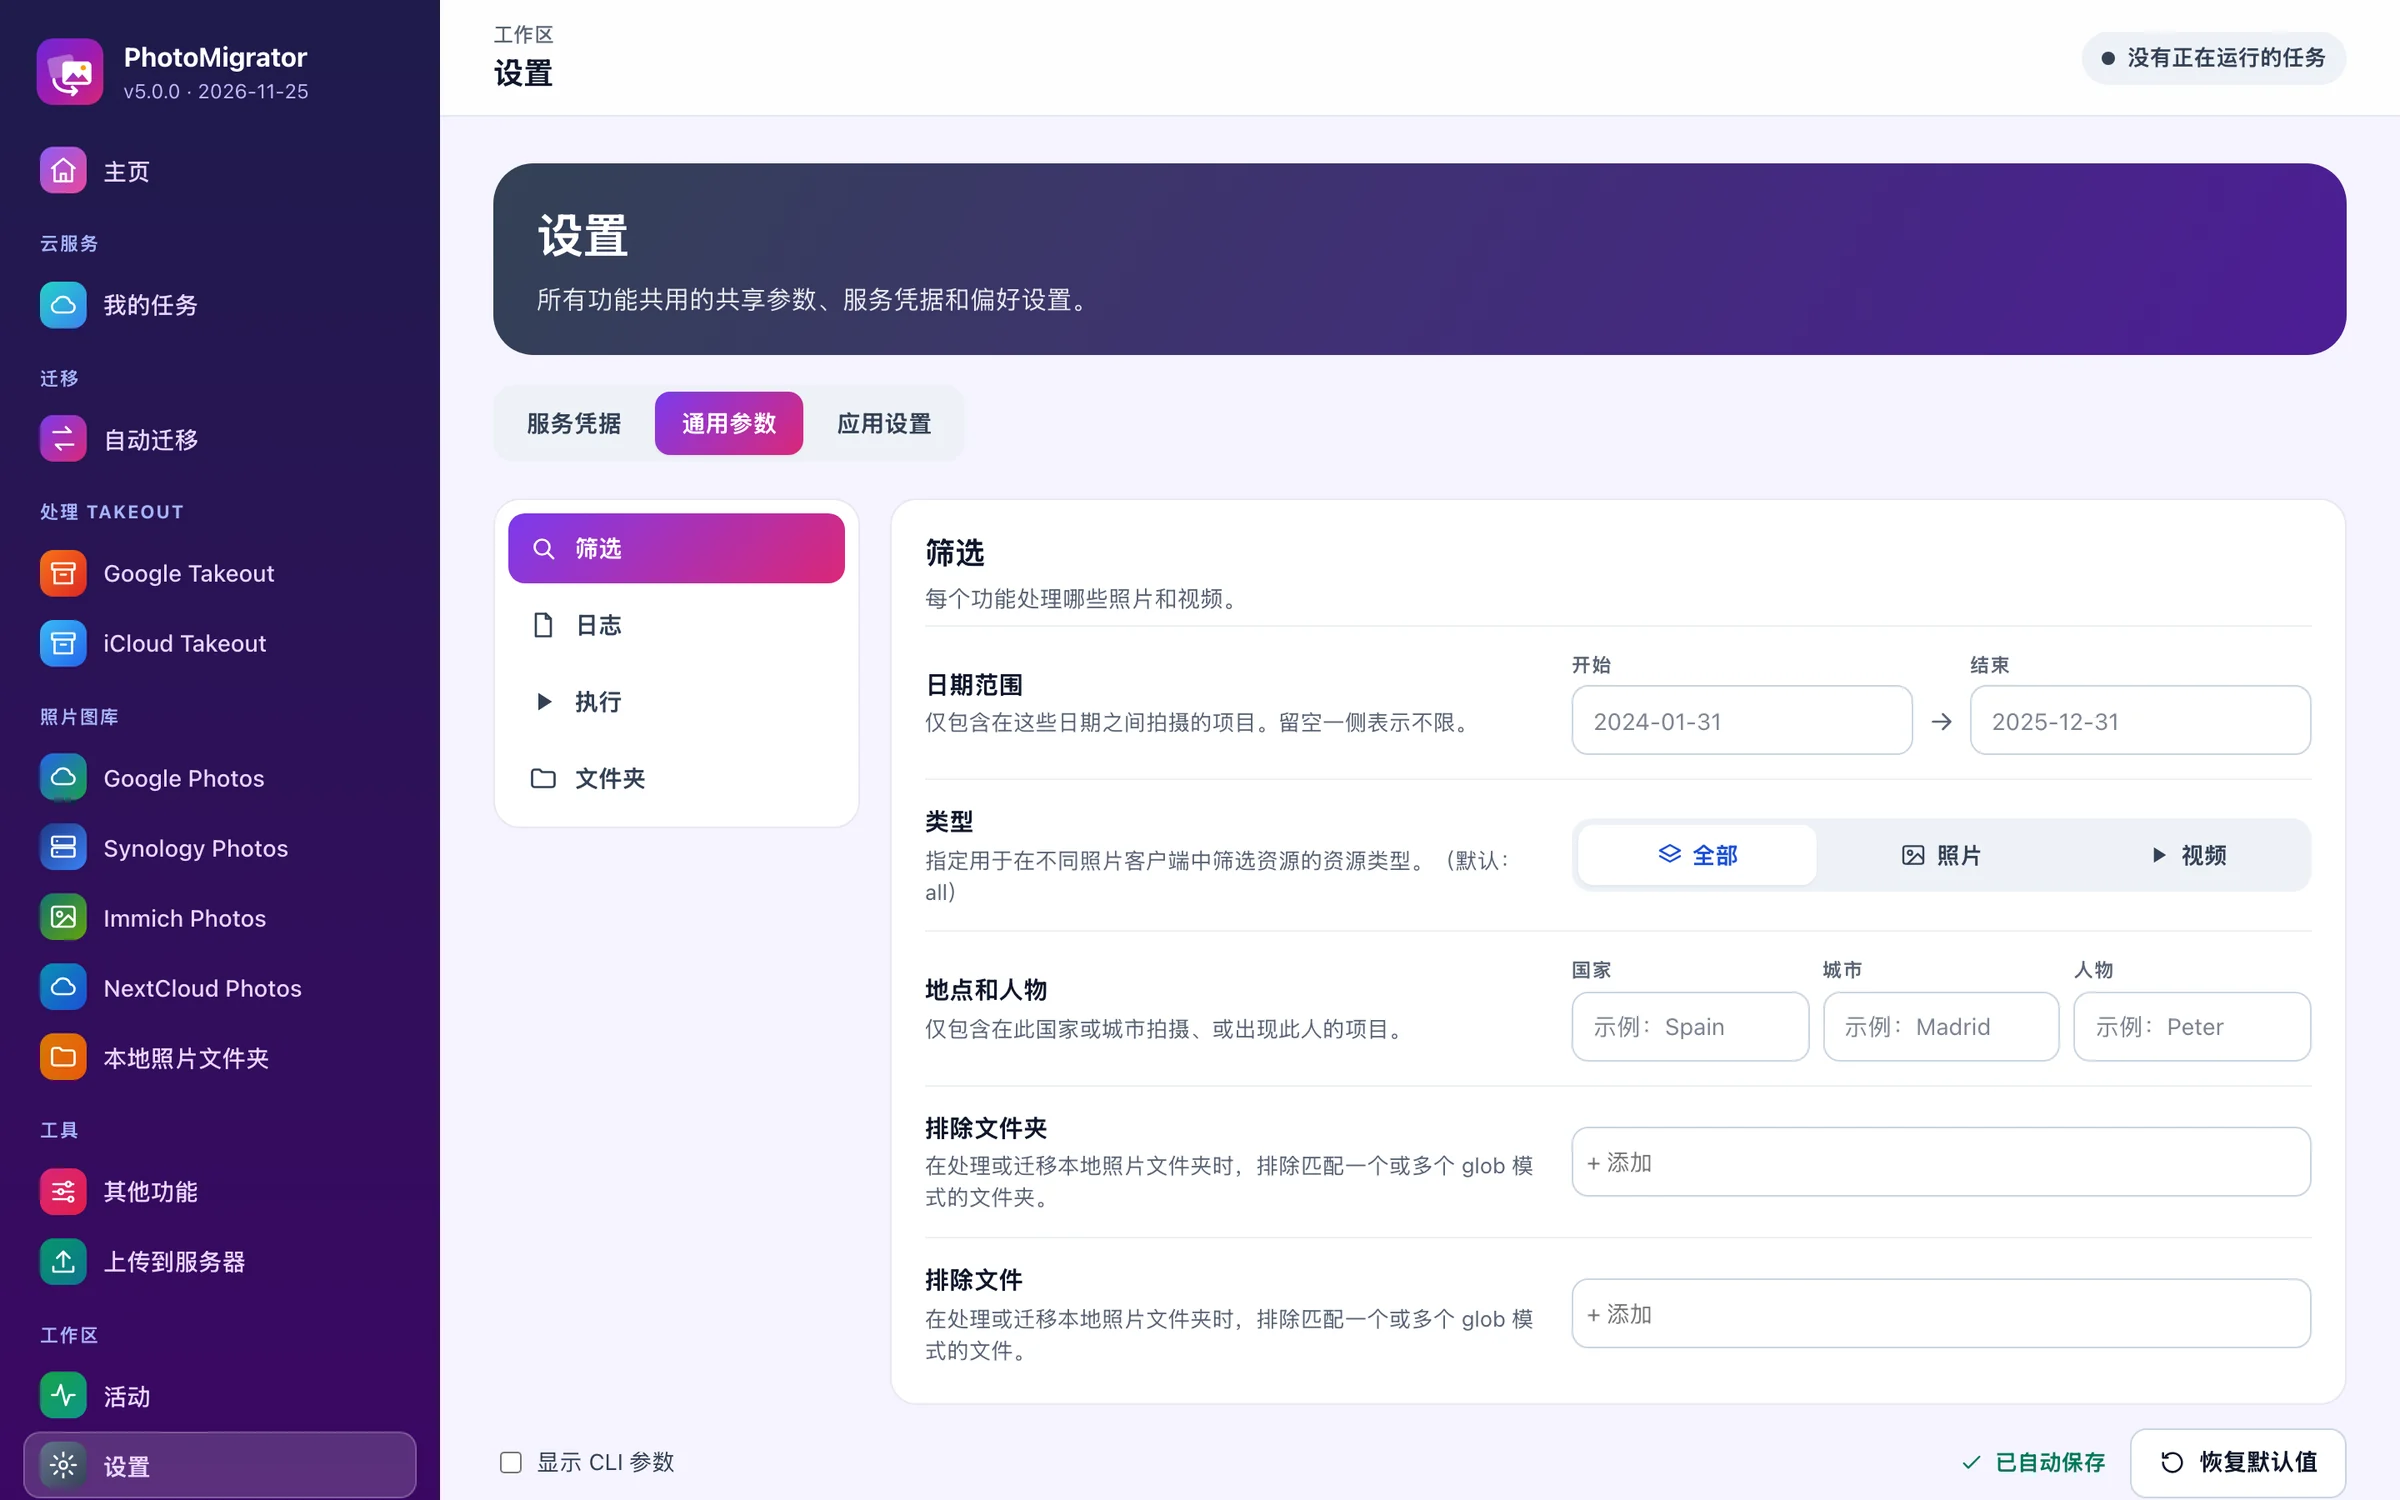 PhotoMigrator
v5.0.0 · 2026-11-25
主页
云服务
我的任务
迁移
自动迁移
处理 TAKEOUT
Google Takeout
iCloud Takeout
照片图库
Google Photos
Synology Photos
Immich Photos
NextCloud Photos
本地照片文件夹
工具
其他功能
上传到服务器
工作区
活动
设置
工作区
设置
没有正在运行的任务
设置
所有功能共用的共享参数、服务凭据和偏好设置。
服务凭据
通用参数
应用设置
筛选
日志
执行
文件夹
筛选
每个功能处理哪些照片和视频。
日期范围
仅包含在这些日期之间拍摄的项目。留空一侧表示不限。
开始
2024-01-31
→
结束
2025-12-31
类型
指定用于在不同照片客户端中筛选资源的资源类型。（默认：
all）
全部
照片
视频
地点和人物
仅包含在此国家或城市拍摄、或出现此人的项目。
国家
示例：Spain
城市
示例：Madrid
人物
示例：Peter
排除文件夹
在处理或迁移本地照片文件夹时，排除匹配一个或多个 glob 模
式的文件夹。
+ 添加
排除文件
在处理或迁移本地照片文件夹时，排除匹配一个或多个 glob 模
式的文件。
+ 添加
显示 CLI 参数
已自动保存
恢复默认值